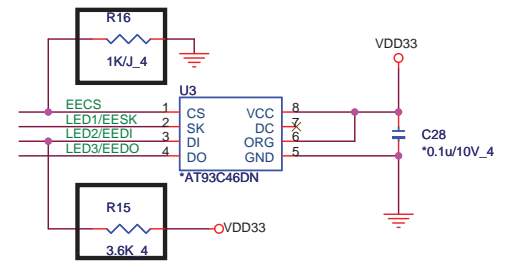 R16
1K/J_4
VDD33
U3
EECS 1 CS VCC 8
LED1/EESK 2 SK DC 7
LED2/EEDI 3 DI ORG 6
LED3/EEDO 4 DO GND 5
C28
*0.1u/10V_4
*AT93C46DN
R15
VDD33
3.6K_4